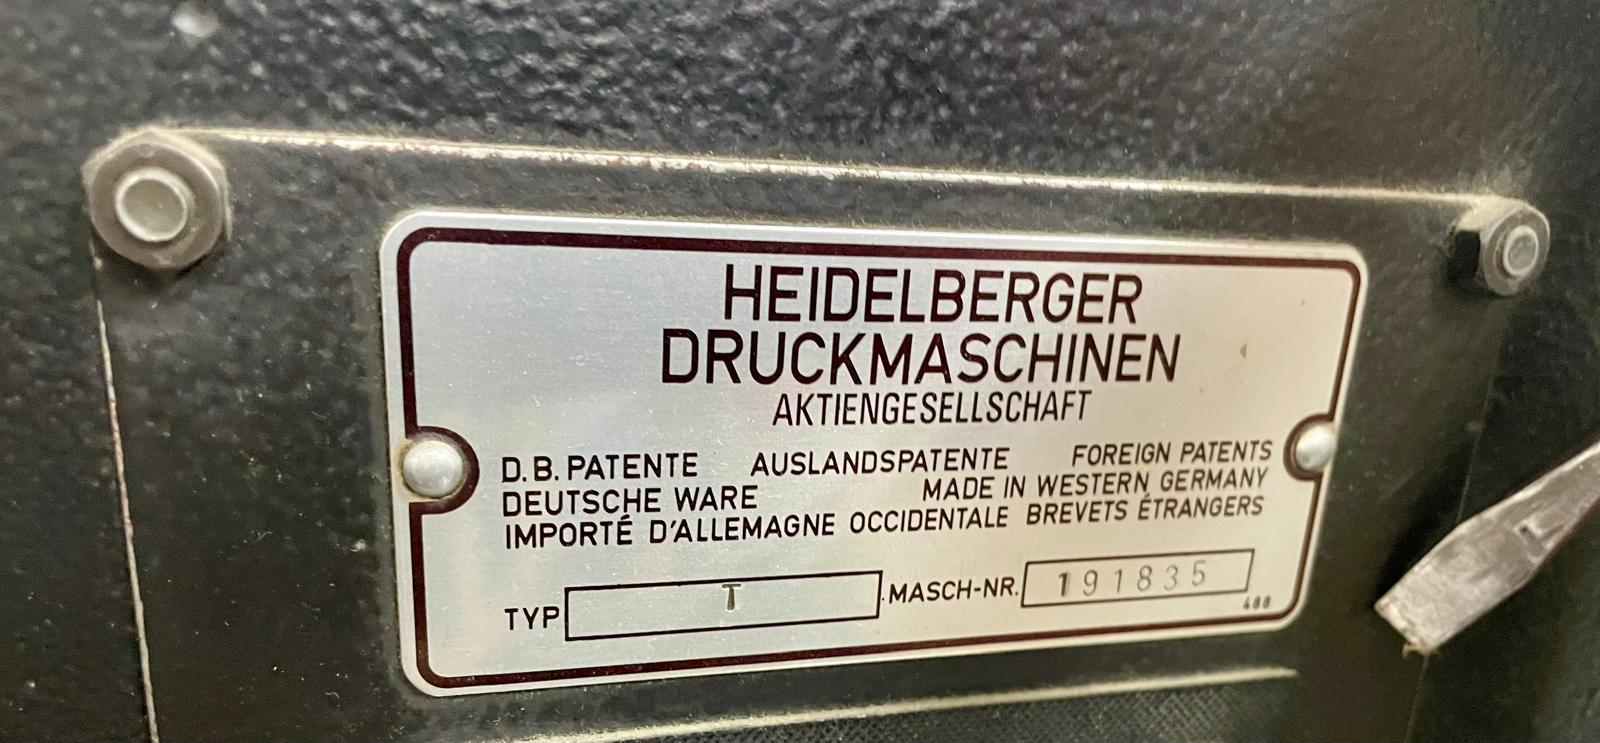 HEIDELBERGER
DRUCKMASCHINEN
AKTIENGESELLSCHAFT
D.B. PATENTE AUSLANDSPATENTE FOREIGN PATENTS
DEUTSCHE WARE MADE IN WESTERN GERMANY
IMPORTÉ D'ALLEMAGNE OCCIDENTALE BREVETS ÉTRANGERS
TYP T MASCH-NR. 191835
488